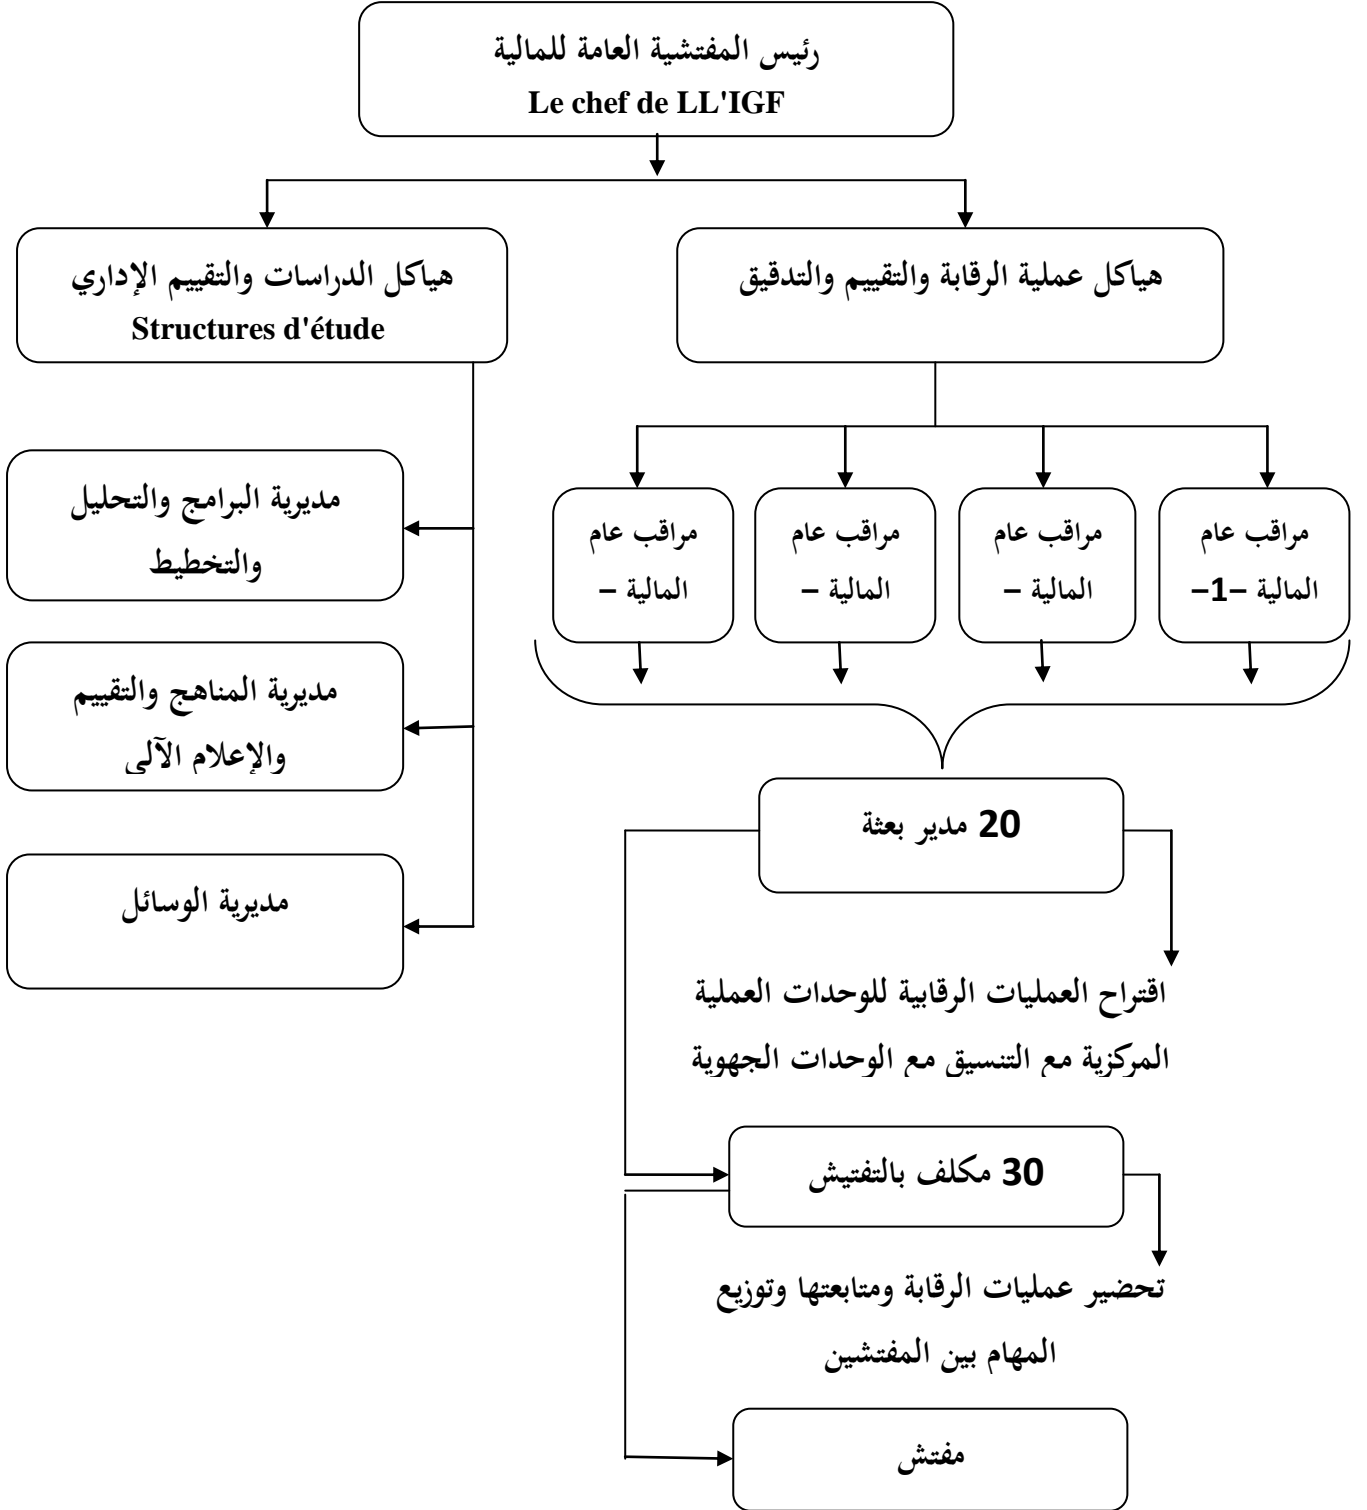 رئيس المفتشية العامة للمالية
Le chef de LL'IGF
هياكل عملية الرقابة والتقييم والتدقيق
هياكل الدراسات والتقييم الإداري
Structures d'étude
مراقب عام
المالية –1–
مراقب عام
المالية –
مراقب عام
المالية –
مراقب عام
المالية –
مديرية البرامج والتحليل
والتخطيط
مديرية المناهج والتقييم
والإعلام الآلي
مديرية الوسائل
20 مدير بعثة
اقتراح العمليات الرقابية للوحدات العملية
المركزية مع التنسيق مع الوحدات الجهوية
30 مكلف بالتفتيش
تحضير عمليات الرقابة ومتابعتها وتوزيع
المهام بين المفتشين
مفتش